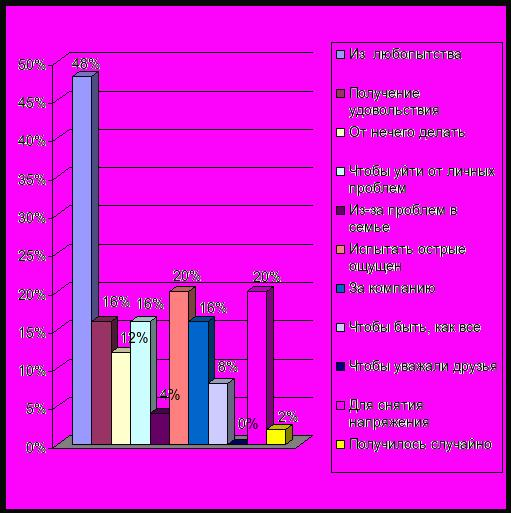 50%
45%
40%
35%
30%
25%
20%
15%
10%
5%
0%
48%
16%
12%
16%
4%
20%
16%
8%
0%
20%
2%
Из любопытства
Получение
удовольствия
От нечего делать
Чтобы уйти от личных
проблем
Из-за проблем в
семье
Испытать острые
ощущен
За компанию
Чтобы быть, как все
Чтобы уважали друзья
Для снятия
напряжения
Получилось случайно